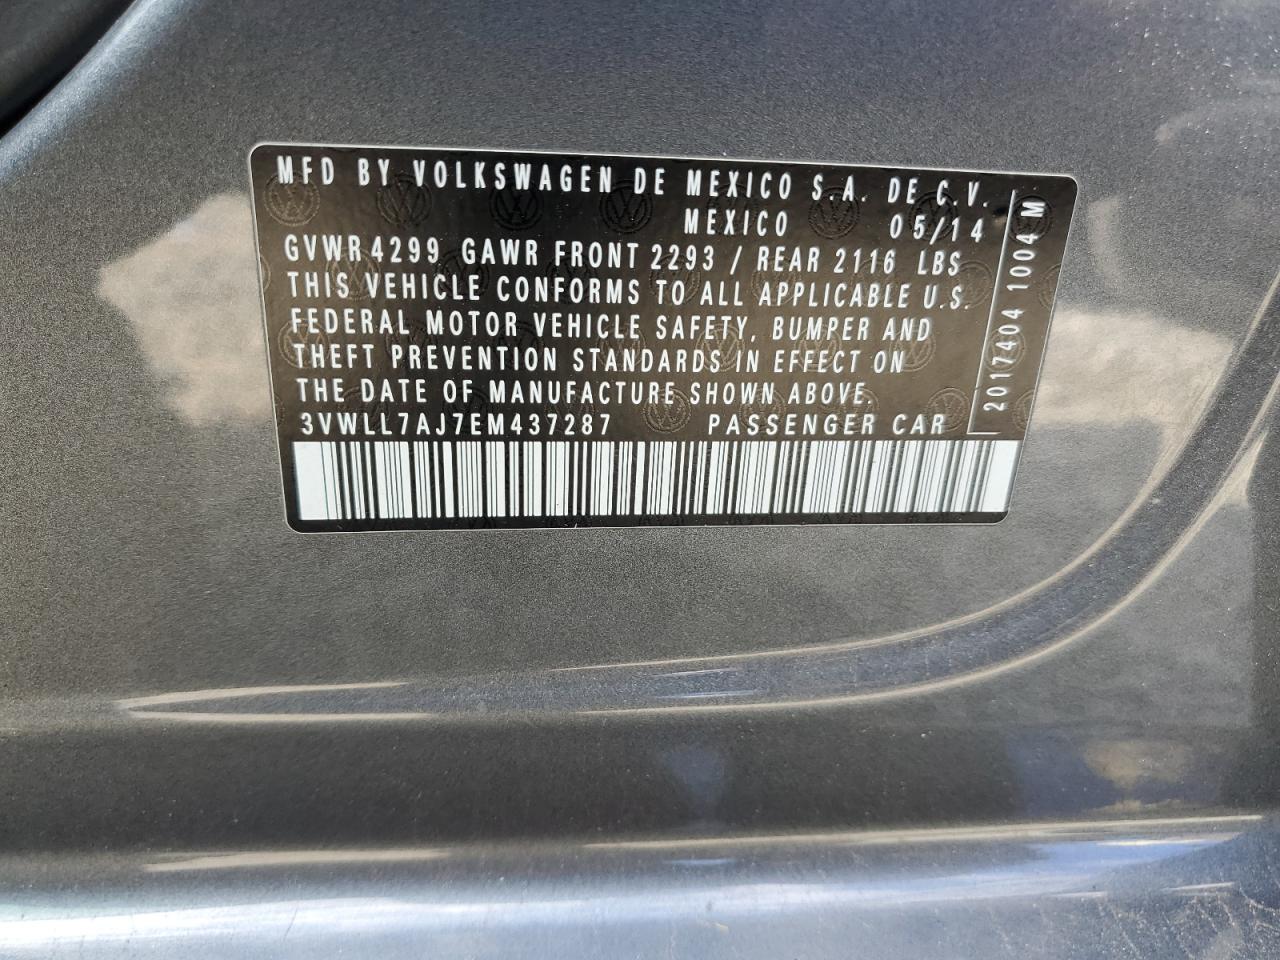 MFD BY VOLKSWAGEN DE MEXICO S.A. DE C.V.
MEXICO 05/14
GVWR 4299 GAWR FRONT 2293 / REAR 2116 LBS
THIS VEHICLE CONFORMS TO ALL APPLICABLE U.S.
FEDERAL MOTOR VEHICLE SAFETY, BUMPER AND
THEFT PREVENTION STANDARDS IN EFFECT ON
THE DATE OF MANUFACTURE SHOWN ABOVE.
3VWLL7AJ7EM437287 PASSENGER CAR
2017404 1004 M